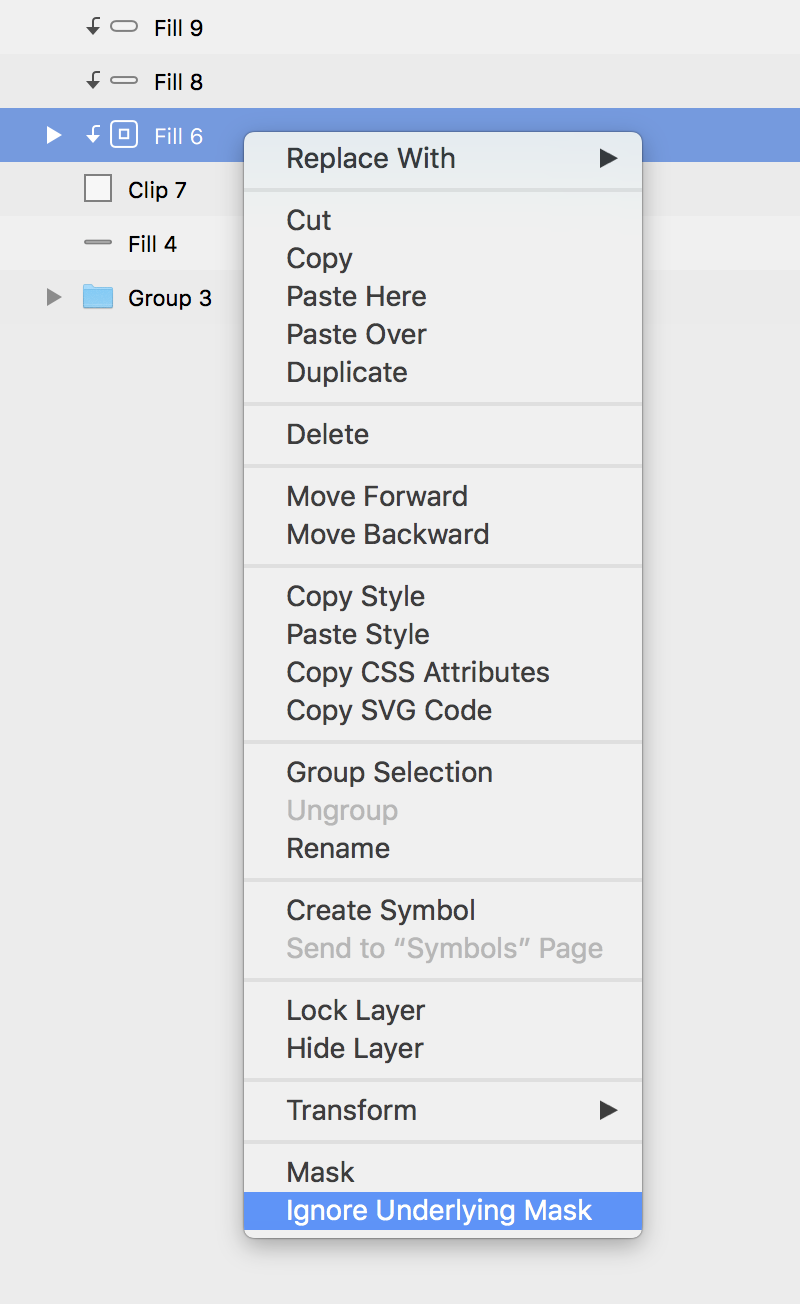 Fill 9
Fill 8
Fill 6
Replace With
Clip 7
Cut
Fill 4
Copy
Group 3
Paste Here
Paste Over
Duplicate
Delete
Move Forward
Move Backward
Copy Style
Paste Style
Copy CSS Attributes
Copy SVG Code
Group Selection
Ungroup
Rename
Create Symbol
Send to “Symbols” Page
Lock Layer
Hide Layer
Transform
Mask
Ignore Underlying Mask